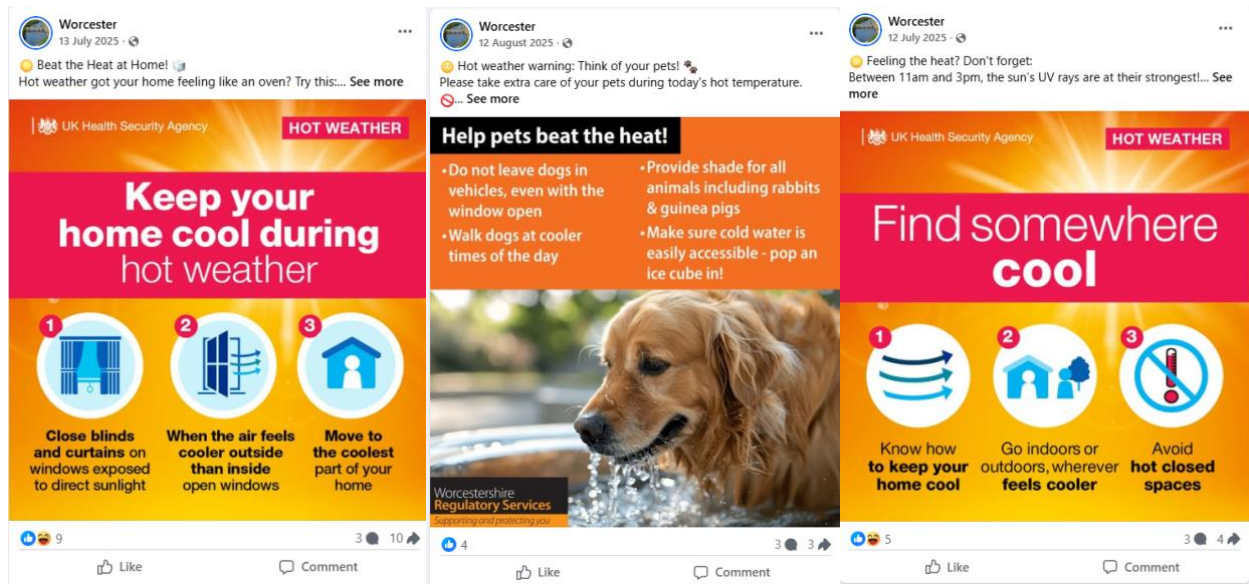 Worcester
13 July 2025 ·
Beat the Heat at Home!
Hot weather got your home feeling like an oven? Try this:... See more
UK Health Security Agency
HOT WEATHER
Keep your
home cool during
hot weather
1
2
3
Close blinds
and curtains on
windows exposed
to direct sunlight
When the air feels
cooler outside
than inside
open windows
Move to
the coolest
part of your
home
9
3
10
Like
Comment
Worcester
12 August 2025 ·
Hot weather warning: Think of your pets!
Please take extra care of your pets during today's hot temperature.
... See more
Help pets beat the heat!
•Do not leave dogs in
vehicles, even with the
window open
•Walk dogs at cooler
times of the day
•Provide shade for all
animals including rabbits
& guinea pigs
•Make sure cold water is
easily accessible - pop an
ice cube in!
Worcestershire
Regulatory Services
Supporting and protecting you
4
3
3
Like
Comment
Worcester
12 July 2025 ·
Feeling the heat? Don't forget:
Between 11am and 3pm, the sun's UV rays are at their strongest!... See
more
UK Health Security Agency
HOT WEATHER
Find somewhere
cool
1
2
3
Know how
to keep your
home cool
Go indoors or
outdoors, wherever
feels cooler
Avoid
hot closed
spaces
5
3
4
Like
Comment